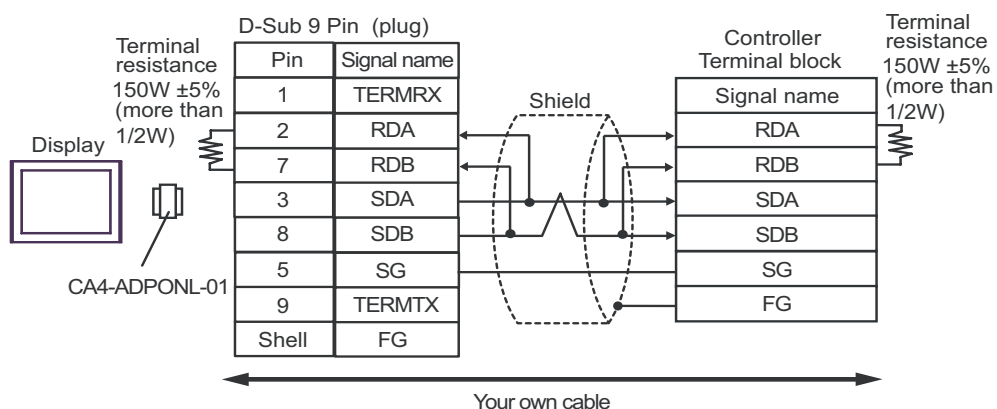 D-Sub 9 Pin (plug)
Terminal
resistance
150W ±5%
(more than
1/2W)
Display
CA4-ADPONL-01
Pin Signal name
1 TERMRX
2 RDA
7 RDB
3 SDA
8 SDB
5 SG
9 TERMTX
Shell FG
Shield
Controller
Terminal block
Signal name
RDA
RDB
SDA
SDB
SG
FG
Terminal
resistance
150W ±5%
(more than
1/2W)
Your own cable